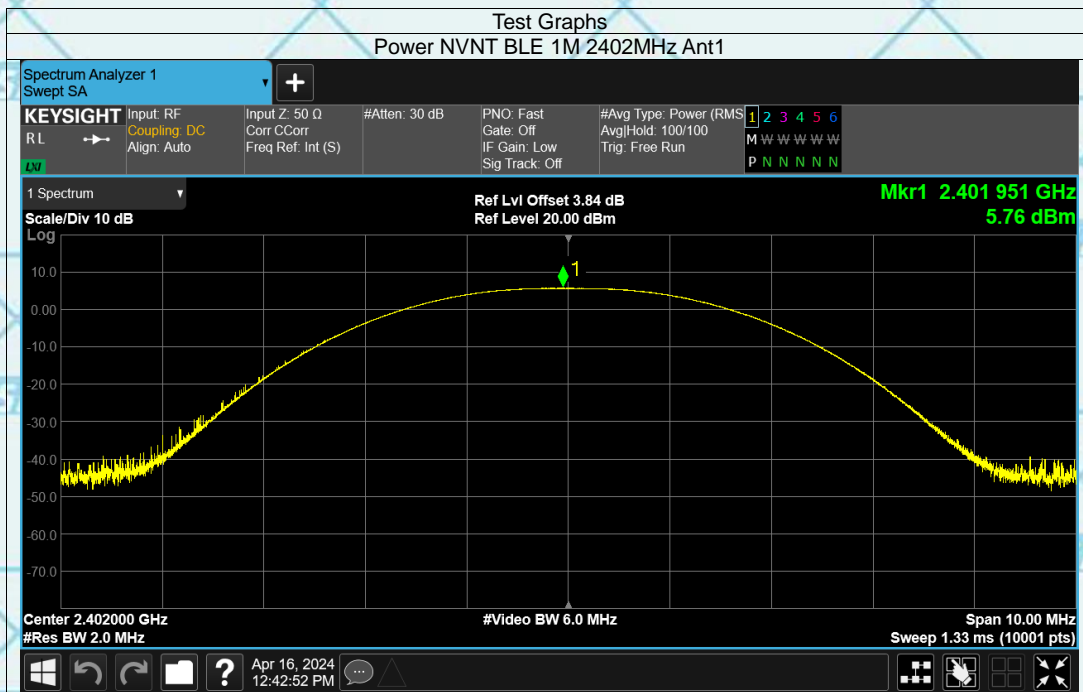 Test Graphs
Power NVNT BLE 1M 2402MHz Ant1
Spectrum Analyzer 1
Swept SA
+
KEYSIGHT
RL
LXI
Input: RF
Coupling: DC
Align: Auto
Input Z: 50 Ω
Corr CCorr
Freq Ref: Int (S)
#Atten: 30 dB
PNO: Fast
Gate: Off
IF Gain: Low
Sig Track: Off
#Avg Type: Power (RMS
Avg|Hold: 100/100
Trig: Free Run
1 2 3 4 5 6
M W W W W W W
P N N N N N
1 Spectrum
Scale/Div 10 dB
Ref Lvl Offset 3.84 dB
Ref Level 20.00 dBm
Mkr1 2.401 951 GHz
5.76 dBm
Log
1
10.0
0.00
-10.0
-20.0
-30.0
-40.0
-50.0
-60.0
-70.0
Center 2.402000 GHz
#Video BW 6.0 MHz
Span 10.00 MHz
#Res BW 2.0 MHz
Sweep 1.33 ms (10001 pts)
?
Apr 16, 2024
12:42:52 PM